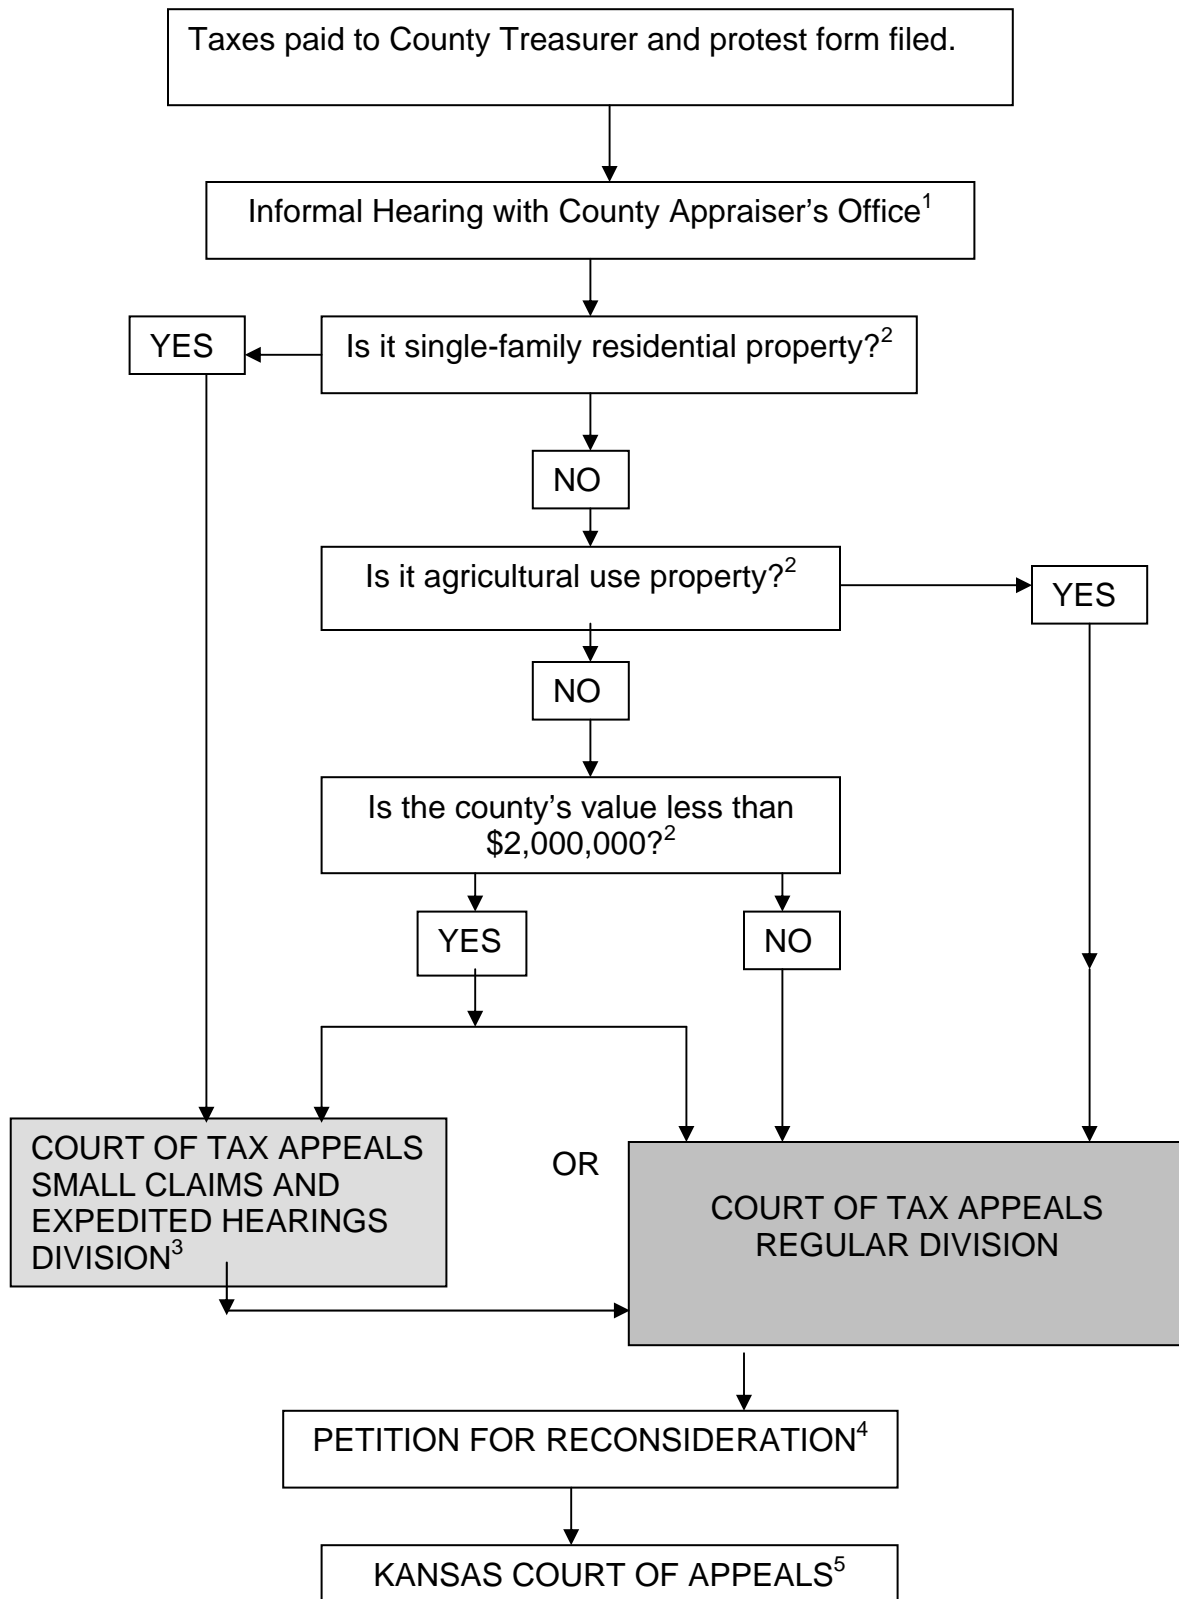 Taxes paid to County Treasurer and protest form filed.
Informal Hearing with County Appraiser’s Office¹
YES
Is it single-family residential property?²
NO
Is it agricultural use property?²
YES
NO
Is the county’s value less than
$2,000,000?²
YES
NO
COURT OF TAX APPEALS
SMALL CLAIMS AND
EXPEDITED HEARINGS
DIVISION³
OR
COURT OF TAX APPEALS
REGULAR DIVISION
PETITION FOR RECONSIDERATION⁴
KANSAS COURT OF APPEALS⁵